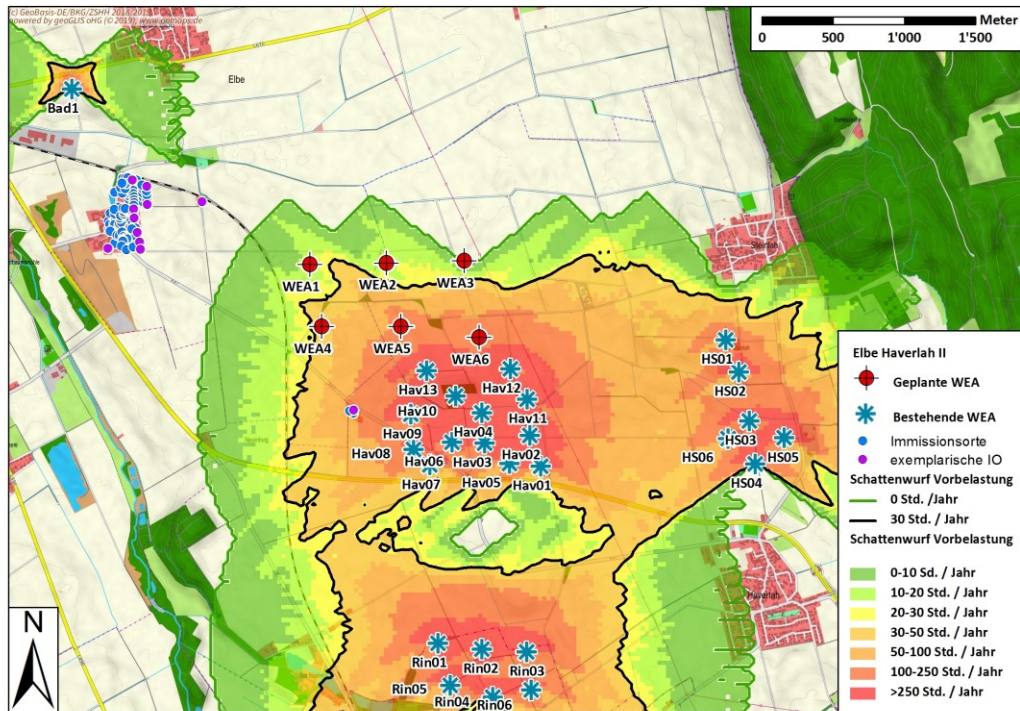 (c) GeoBasis-DE/BKG/ZSHH 2018/2019
powered by geoGLIS oHG (©2019), www.onmaps.de
Meter
0 500 1'000 1'500
Elbe
Bad1
Steinlah
WEA1
WEA2
WEA3
WEA4
WEA5
WEA6
HS01
Hav13
Hav12
HS02
Hav10
Hav11
Hav09
Hav04
HS03
Hav08
Hav06
Hav03
Hav02
HS06
HS05
Hav07
Hav05
Hav01
HS04
Haverlah
Rin01
Rin02
Rin03
Rin05
Rin04
Rin06
N
Elbe Haverlah II
Geplante WEA
Bestehende WEA
Immissionsorte
exemplarische IO
Schattenwurf Vorbelastung
0 Std. /Jahr
30 Std. / Jahr
Schattenwurf Vorbelastung
0-10 Sd. / Jahr
10-20 Std. / Jahr
20-30 Std. / Jahr
30-50 Std. / Jahr
50-100 Std. / Jahr
100-250 Std. / Jahr
>250 Std. / Jahr